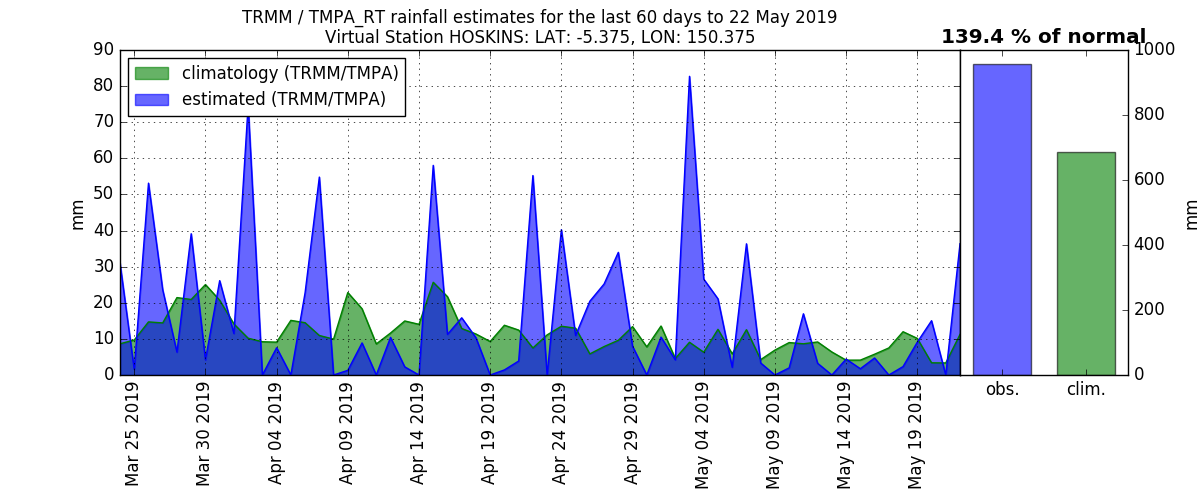 TRMM / TMPA_RT rainfall estimates for the last 60 days to 22 May 2019
Virtual Station HOSKINS: LAT: -5.375, LON: 150.375
139.4 % of normal
climatology (TRMM/TMPA)
estimated (TRMM/TMPA)
90
80
70
60
50
40
30
20
10
0
mm
Mar 25 2019
Mar 30 2019
Apr 04 2019
Apr 09 2019
Apr 14 2019
Apr 19 2019
Apr 24 2019
Apr 29 2019
May 04 2019
May 09 2019
May 14 2019
May 19 2019
1000
800
600
400
200
0
mm
obs.
clim.